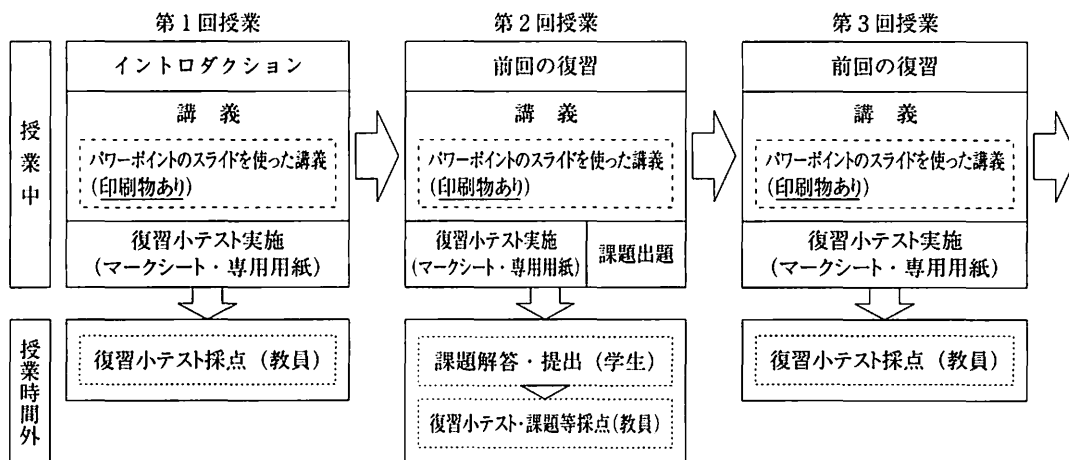 第1回授業
第2回授業
第3回授業
授業中
イントロダクション
講 義
パワーポイントのスライドを使った講義
(印刷物あり)
復習小テスト実施
(マークシート・専用用紙)
前回の復習
講 義
パワーポイントのスライドを使った講義
(印刷物あり)
復習小テスト実施
(マークシート・専用用紙)
課題出題
前回の復習
講 義
パワーポイントのスライドを使った講義
(印刷物あり)
復習小テスト実施
(マークシート・専用用紙)
授業時間外
復習小テスト採点(教員)
課題解答・提出(学生)
復習小テスト・課題等採点(教員)
復習小テスト採点(教員)